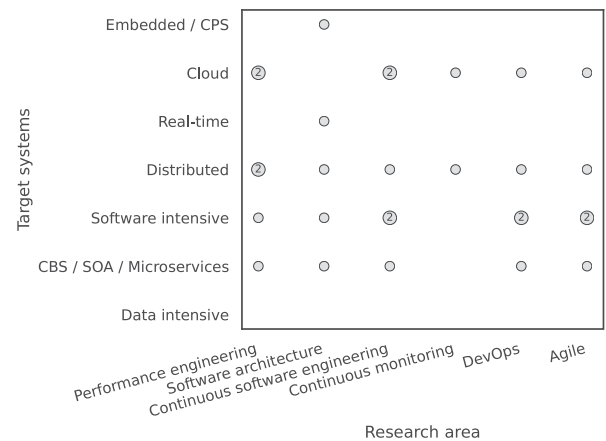 Embedded / CPS
Cloud
2
2
Real-time
Distributed
2
Software intensive
2
2
2
CBS / SOA / Microservices
Data intensive
Target systems
Performance engineering
Software architecture
Continuous software engineering
Continuous monitoring
DevOps
Agile
Research area